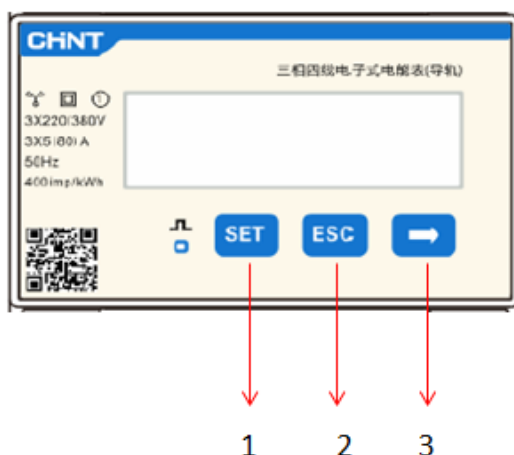 CHNT
三相四线电子式电能表(导轨)
3X220/380V
3X5(80)A
50Hz
400imp/kWh
SET ESC
1 2 3